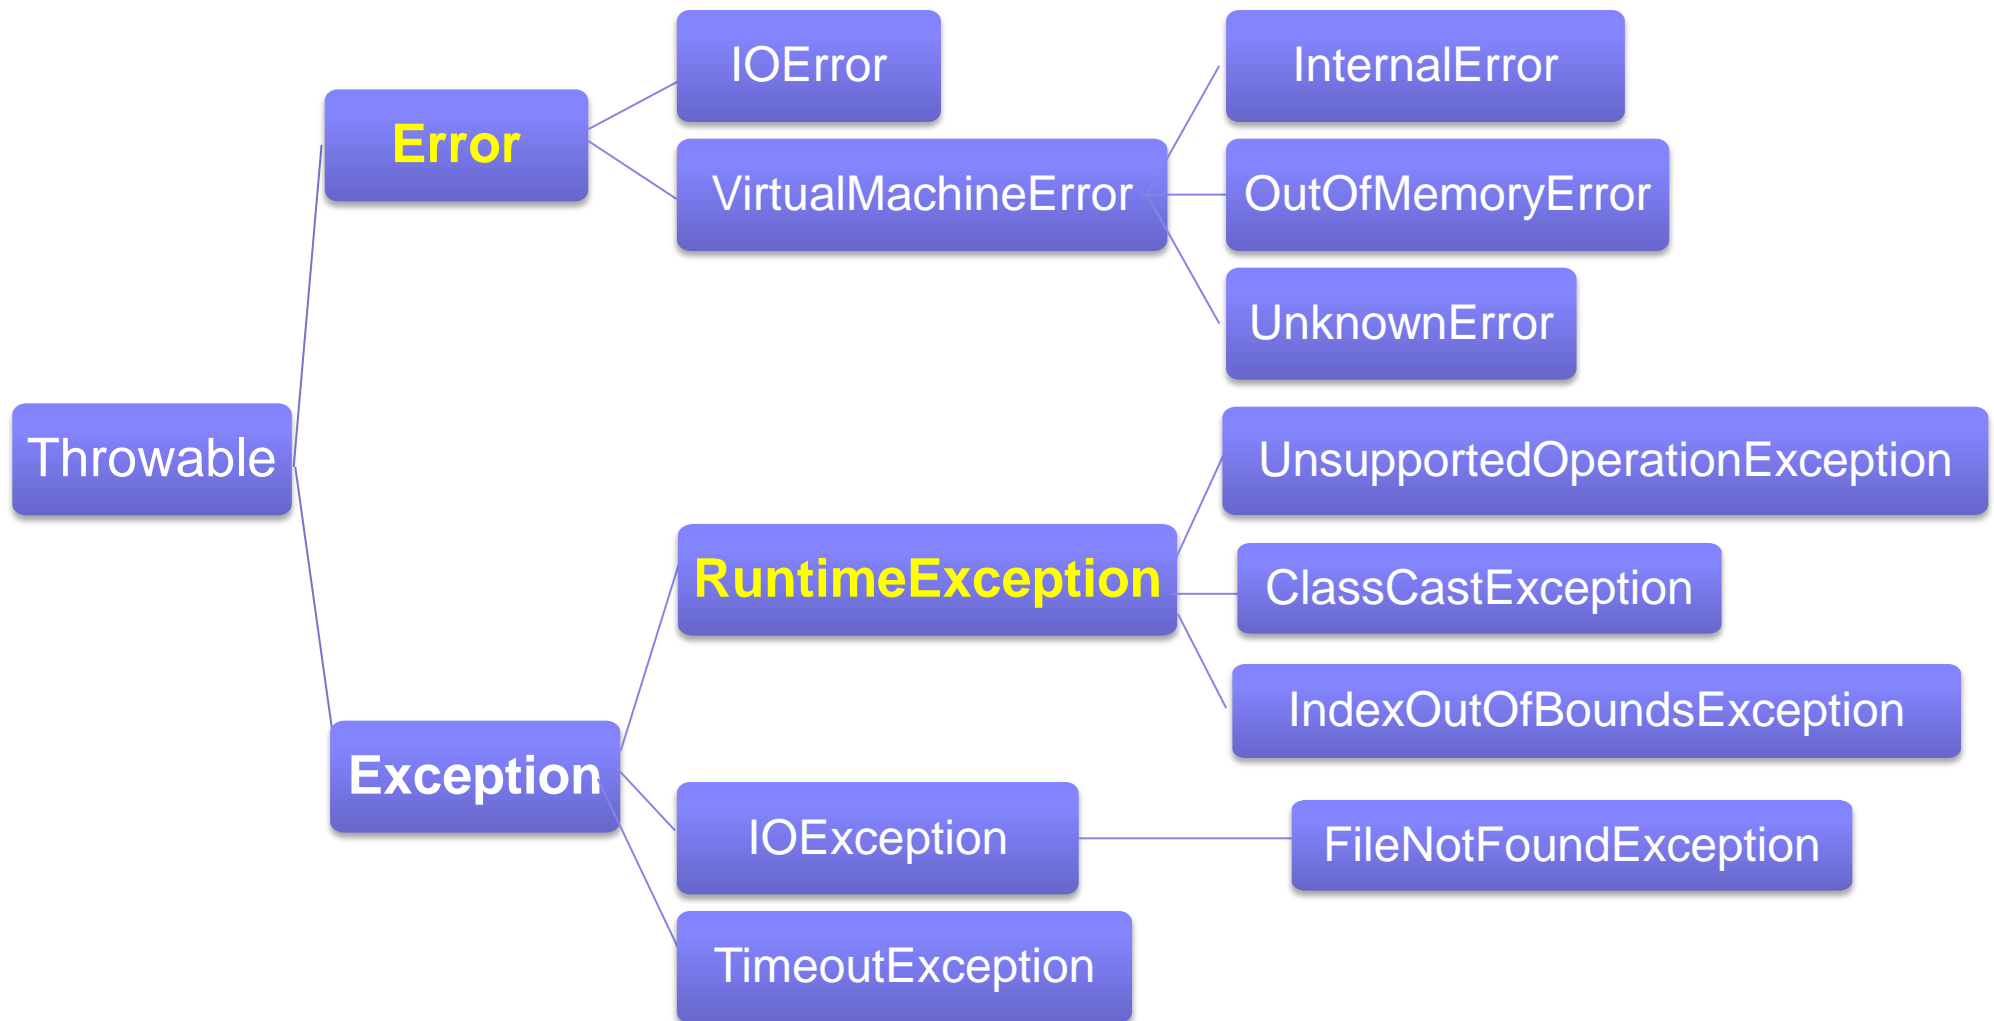 IOError
InternalError
Error
VirtualMachineError
OutOfMemoryError
UnknownError
Throwable
UnsupportedOperationException
RuntimeException
ClassCastException
IndexOutOfBoundsException
Exception
IOException
FileNotFoundException
TimeoutException